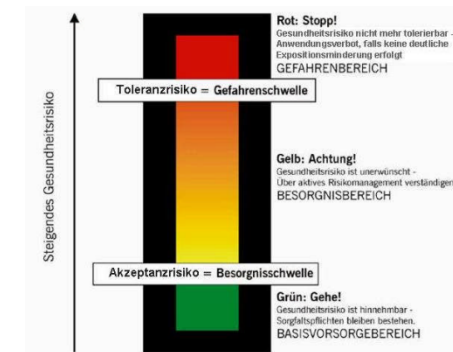 Rot: Stopp!
Gesundheitsrisiko nicht mehr tolerierbar -
Anwendungsverbot, falls keine deutliche
Expositionsminderung erfolgt
GEFAHRENBEREICH
Toleranzrisiko = Gefahrenschwelle
Steigendes Gesundheitsrisiko
Gelb: Achtung!
Gesundheitsrisiko ist unerwünscht -
Über aktives Risikomanagement verständigen
BESORGNISBEREICH
Akzeptanzrisiko = Besorgnisschwelle
Grün: Gehe!
Gesundheitsrisiko ist hinnehmbar -
Sorgfaltspflichten bleiben bestehen.
BASISVORSORGEBEREICH